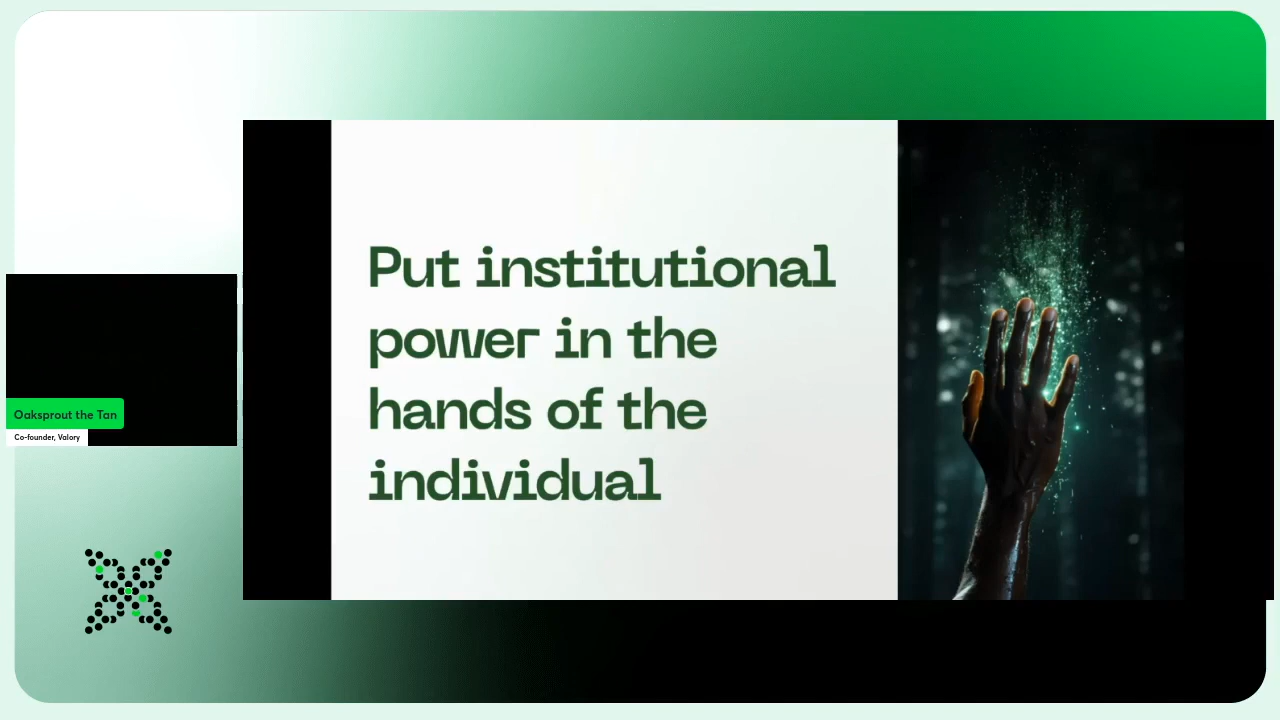 Put institutional
power in the
hands of the
individual
Oaksprout the Tan
Co-founder, Valory